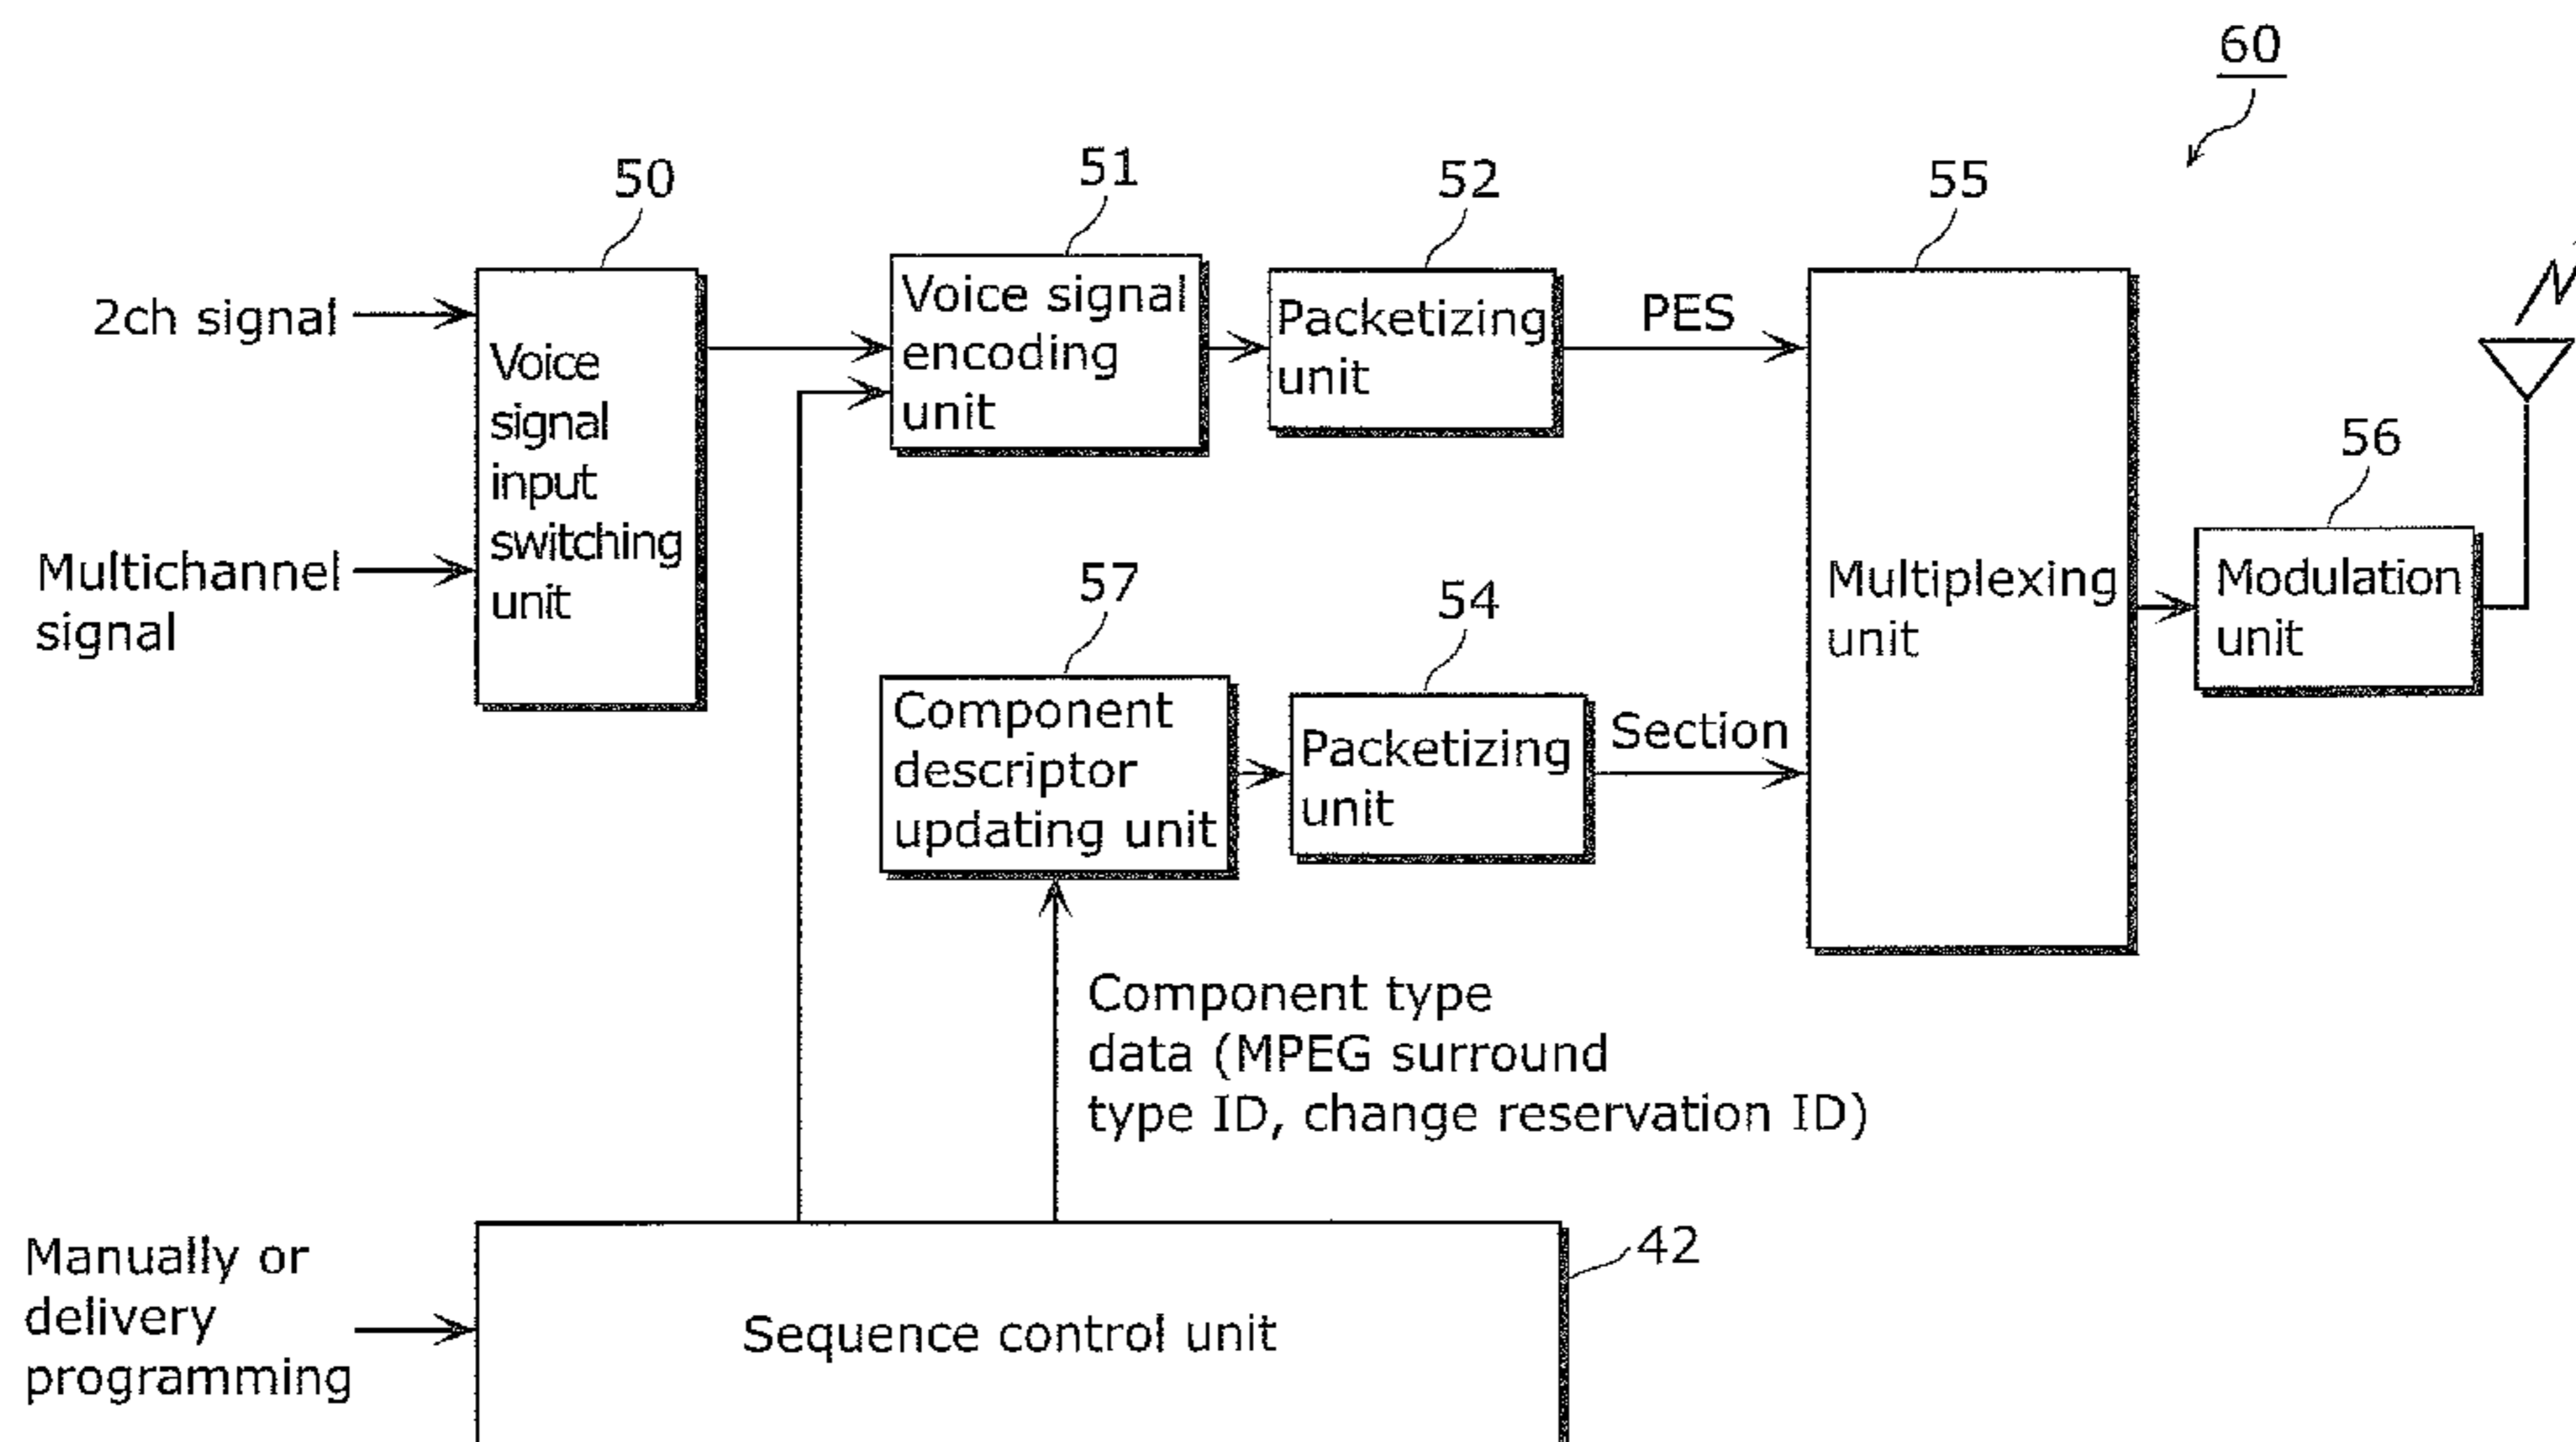 60
50
51
52
55
2ch signal
Voice
signal
input
switching
unit
Voice signal
encoding
unit
Packetizing
unit
PES
56
Multichannel
signal
57
54
Multiplexing
unit
Modulation
unit
Component
descriptor
updating unit
Packetizing
unit
Section
Component type
data (MPEG surround
type ID, change reservation ID)
Manually or
delivery
programming
Sequence control unit
42